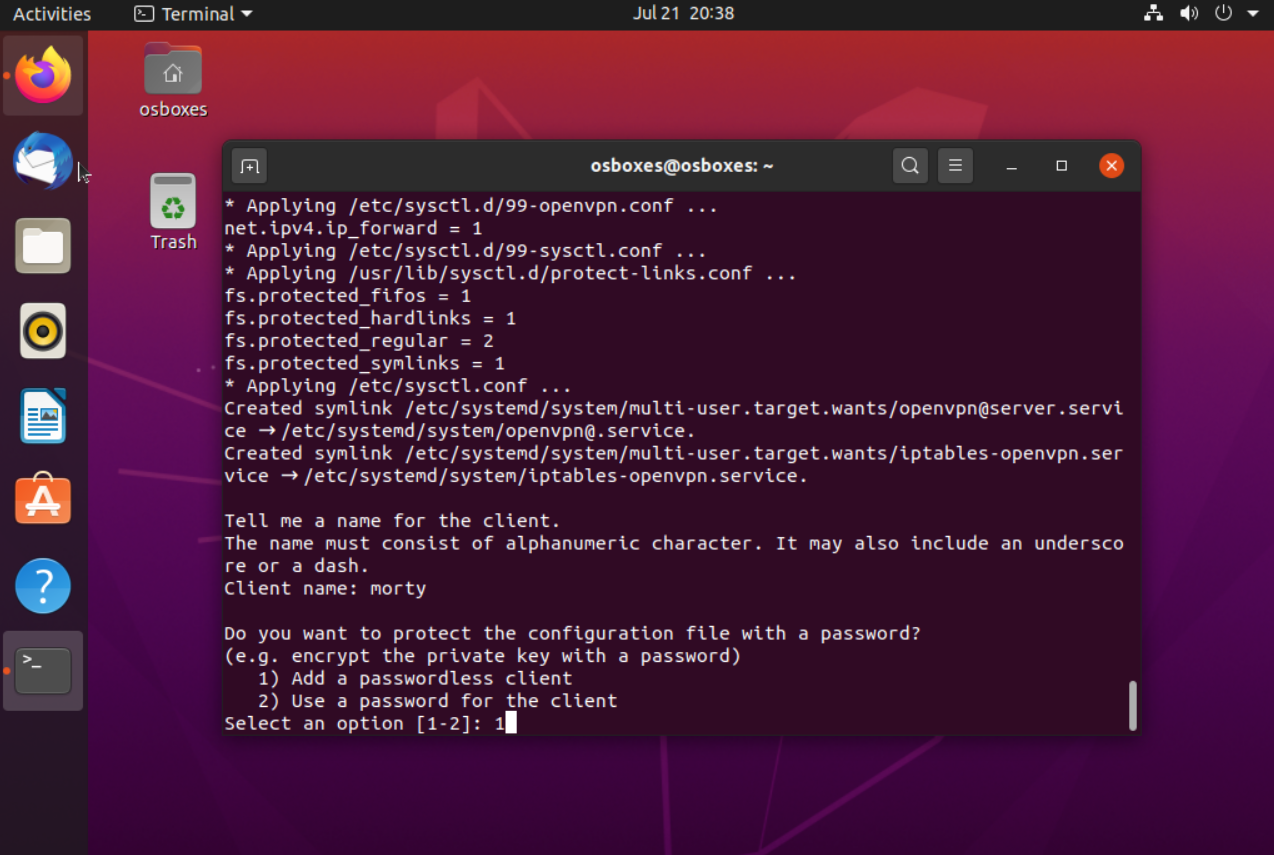 Activities
Terminal
Jul 21 20:38
osboxes
Trash
osboxes@osboxes: ~
* Applying /etc/sysctl.d/99-openvpn.conf ...
net.ipv4.ip_forward = 1
* Applying /etc/sysctl.d/99-sysctl.conf ...
* Applying /usr/lib/sysctl.d/protect-links.conf ...
fs.protected_fifos = 1
fs.protected_hardlinks = 1
fs.protected_regular = 2
fs.protected_symlinks = 1
* Applying /etc/sysctl.conf ...
Created symlink /etc/systemd/system/multi-user.target.wants/openvpn@server.servi
ce → /etc/systemd/system/openvpn@.service.
Created symlink /etc/systemd/system/multi-user.target.wants/iptables-openvpn.ser
vice → /etc/systemd/system/iptables-openvpn.service.
Tell me a name for the client.
The name must consist of alphanumeric character. It may also include an undersco
re or a dash.
Client name: morty
Do you want to protect the configuration file with a password?
(e.g. encrypt the private key with a password)
1) Add a passwordless client
2) Use a password for the client
Select an option [1-2]: 1